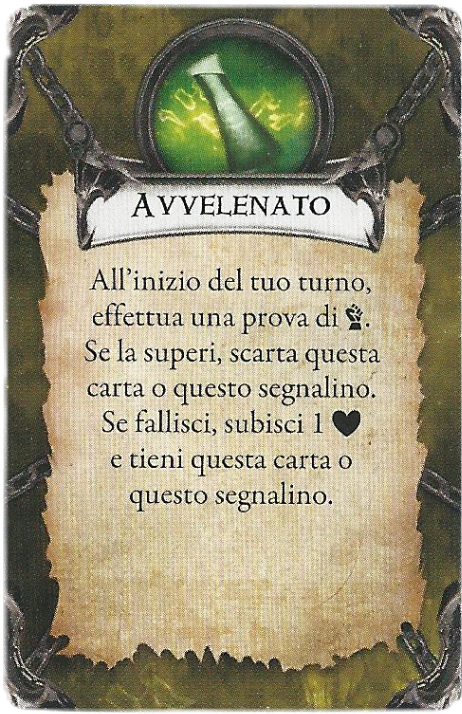 AVVELENATO
All'inizio del tuo turno,
effettua una prova di .
Se la superi, scarta questa
carta o questo segnalino.
Se fallisci, subisci 1 ♥
e tieni questa carta o
questo segnalino.